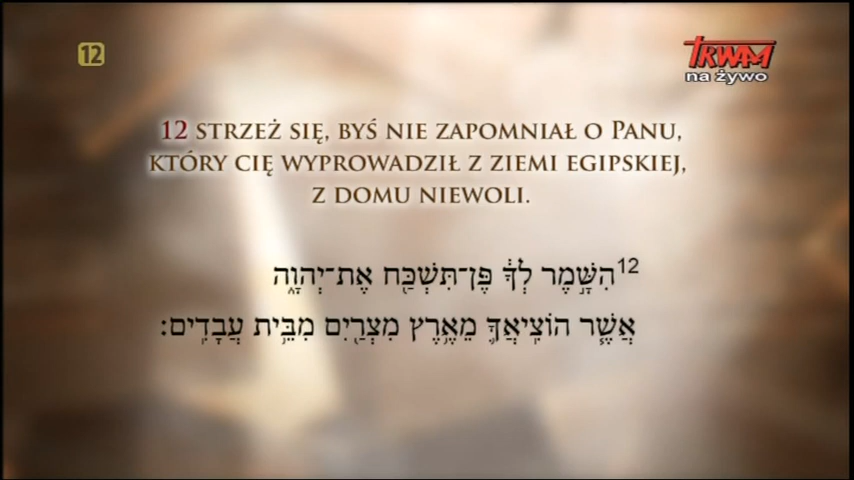 12
TRWAM
na żywo
12 STRZEŻ SIĘ, BYŚ NIE ZAPOMNIAŁ O PANU,
KTÓRY CIĘ WYPROWADZIŁ Z ZIEMI EGIPSKIEJ,
Z DOMU NIEWOLI.
12 הִשָּׁ֣מֶר לְךָ֔ פֶּן־תִּשְׁכַּ֖ח אֶת־יְהוָ֑ה
אֲשֶׁ֧ר הוֹצִֽיאֲךָ֛ מֵאֶ֥רֶץ מִצְרַ֖יִם מִבֵּ֥ית עֲבָדִֽים׃